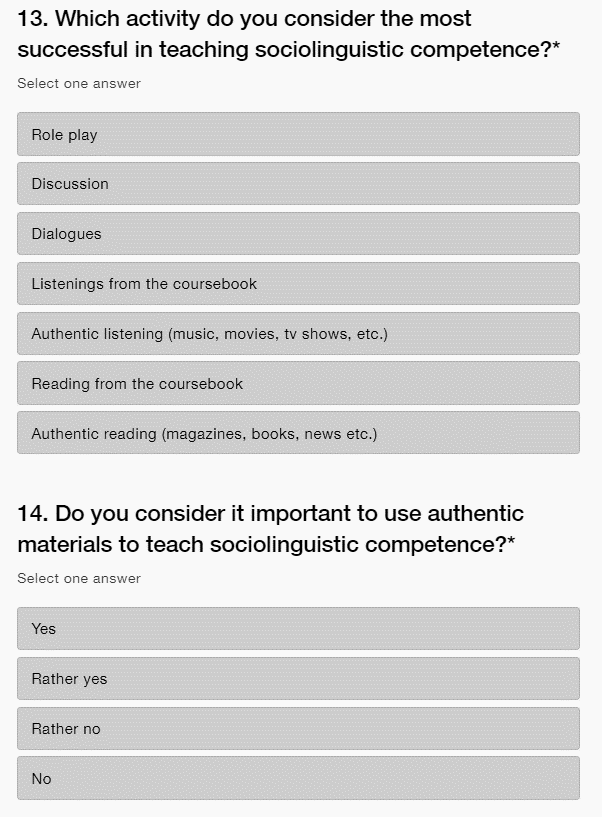 13. Which activity do you consider the most
successful in teaching sociolinguistic competence?*
Select one answer
Role play
Discussion
Dialogues
Listenings from the coursebook
Authentic listening (music, movies, tv shows, etc.)
Reading from the coursebook
Authentic reading (magazines, books, news etc.)
14. Do you consider it important to use authentic
materials to teach sociolinguistic competence?*
Select one answer
Yes
Rather yes
Rather no
No